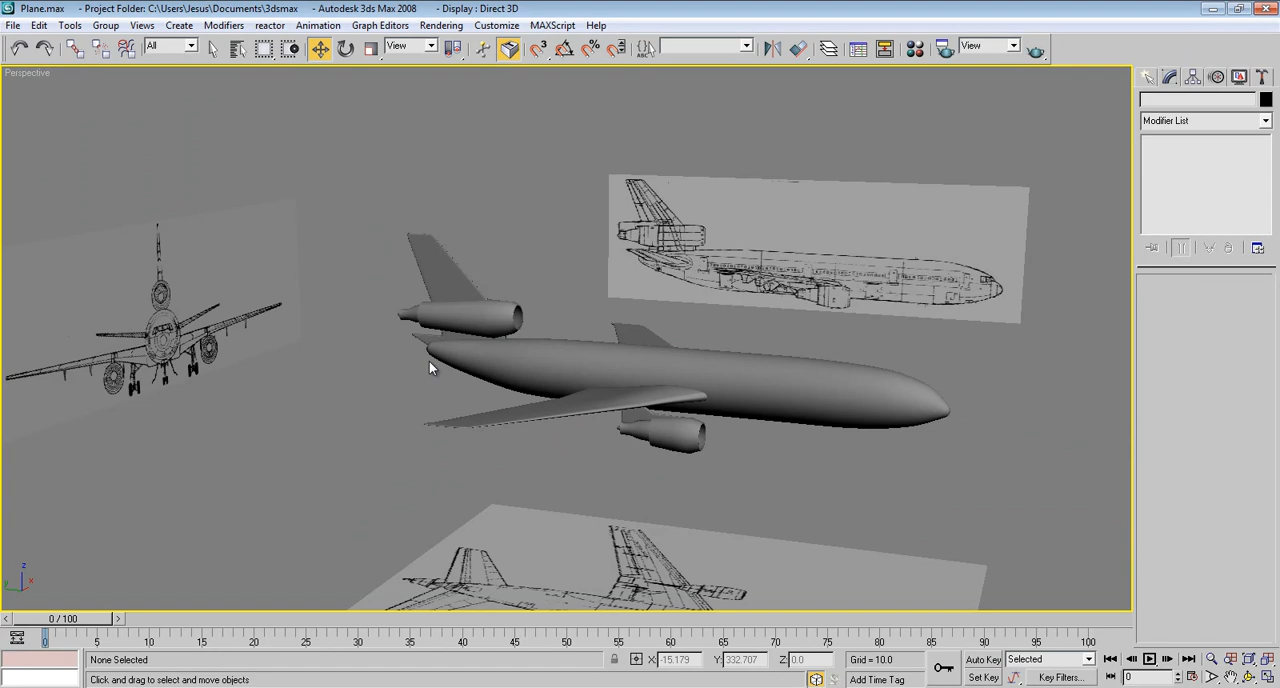 Plane.max - Project Folder: C:\Users\Jesus\Documents\3dsmax - Autodesk 3ds Max 2008 - Display : Direct 3D
File Edit Tools Group Views Create Modifiers reactor Animation Graph Editors Rendering Customize MAXScript Help
All View View
Perspective
Modifier List
0 / 100
0 5 10 15 20 25 30 35 40 45 50 55 60 65 70 75 80 85 90 95 100
None Selected X: -15.179 Y: 332.707 Z: 0.0 Grid = 10.0 Auto Key Selected
Click and drag to select and move objects Add Time Tag Set Key Key Filters... 0
z
x
y